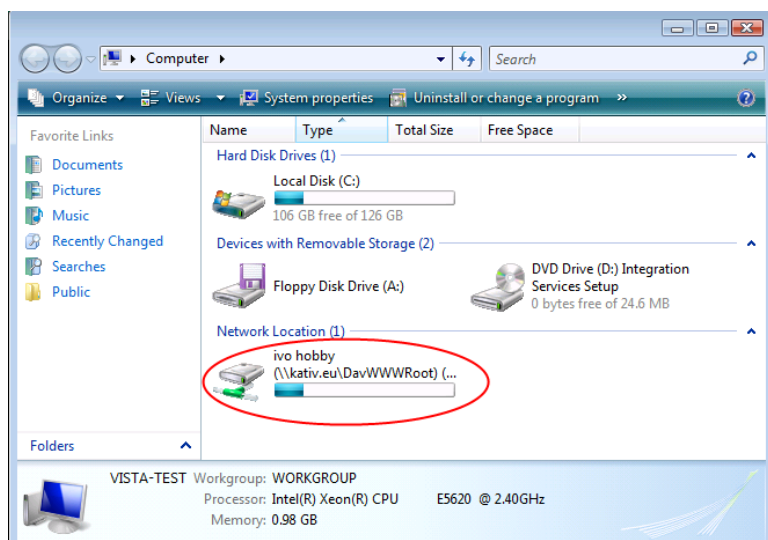 Computer
Search
Organize Views System properties Uninstall or change a program »
Favorite Links
Documents
Pictures
Music
Recently Changed
Searches
Public
Folders
Name Type Total Size Free Space
Hard Disk Drives (1)
Local Disk (C:)
106 GB free of 126 GB
Devices with Removable Storage (2)
Floppy Disk Drive (A:)
DVD Drive (D:) Integration
Services Setup
0 bytes free of 24.6 MB
Network Location (1)
ivo hobby
(\\kativ.eu\DavWWWRoot) (...
VISTA-TEST Workgroup: WORKGROUP
Processor: Intel(R) Xeon(R) CPU E5620 @ 2.40GHz
Memory: 0.98 GB